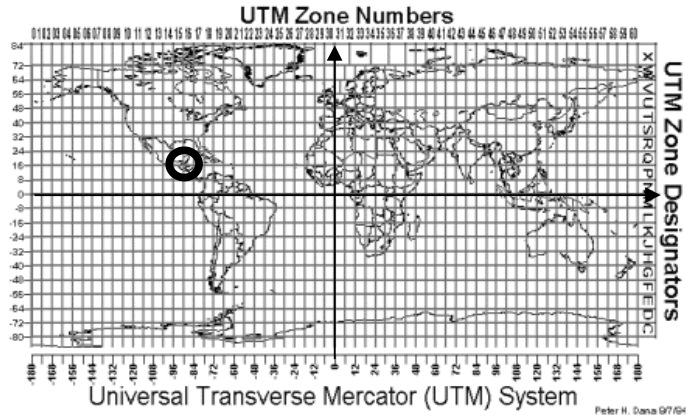 UTM Zone Numbers
01 02 03 04 05 06 07 08 09 10 11 12 13 14 15 16 17 18 19 20 21 22 23 24 25 26 27 28 29 30 31 32 33 34 35 36 37 38 39 40 41 42 43 44 45 46 47 48 49 50 51 52 53 54 55 56 57 58 59 60
84
72
64
56
48
40
32
24
16
8
0
-8
-16
-24
-32
-40
-48
-56
-64
-72
-80
X
W
V
U
T
S
R
Q
P
M
L
K
J
H
G
F
E
D
C
UTM Zone Designators
-180 -168 -156 -144 -132 -120 -108 -96 -84 -72 -60 -48 -36 -24 -12 0 12 24 36 48 60 72 84 96 108 120 132 144 156 168 180
Universal Transverse Mercator (UTM) System
Peter H. Dana 9/7/94